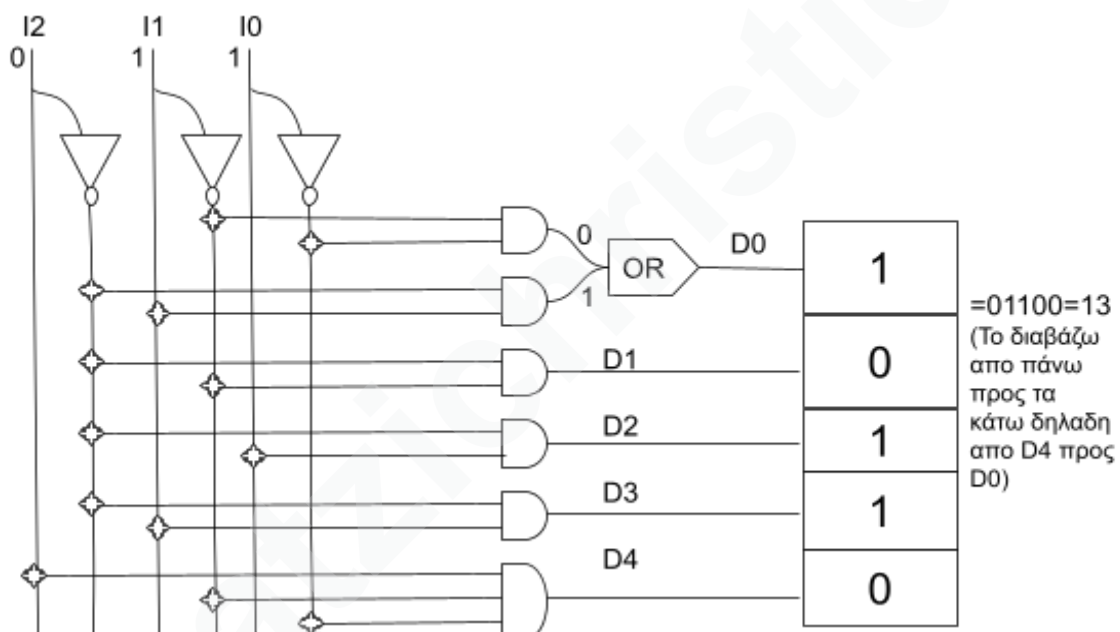 I2 I1 I0
0 1 1
0
OR
1
D0
1
=01100=13
(Το διαβάζω
απο πάνω
προς τα
κάτω δηλαδη
απο D4 προς
D0)
D1
0
D2
1
D3
1
D4
0